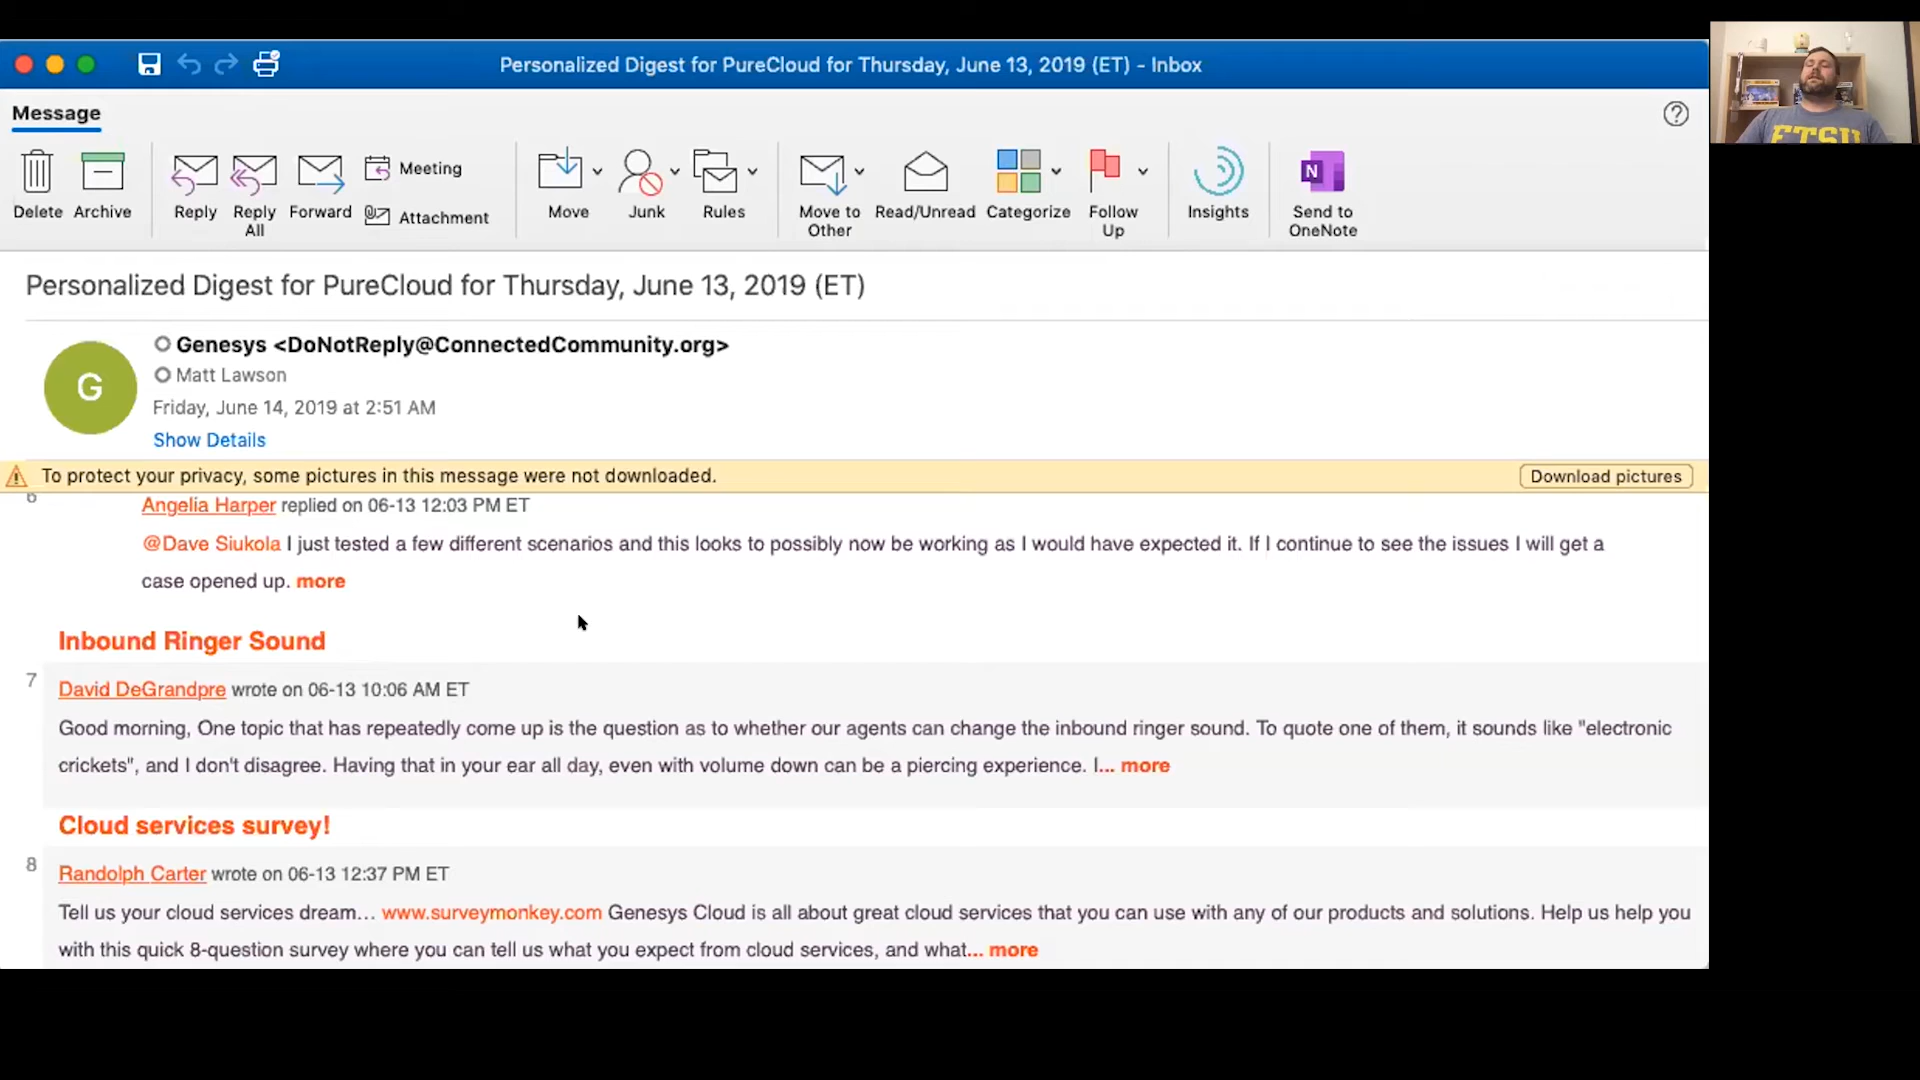 Personalized Digest for PureCloud for Thursday, June 13, 2019 (ET) - Inbox
Message
Delete
Archive
Reply
Reply All
Forward
Meeting
Attachment
Move
Junk
Rules
Move to Other
Read/Unread
Categorize
Follow Up
Insights
N
Send to OneNote
Personalized Digest for PureCloud for Thursday, June 13, 2019 (ET)
G
Genesys <DoNotReply@ConnectedCommunity.org>
Matt Lawson
Friday, June 14, 2019 at 2:51 AM
Show Details
To protect your privacy, some pictures in this message were not downloaded.
Download pictures
6
Angelia Harper replied on 06-13 12:03 PM ET
@Dave Siukola I just tested a few different scenarios and this looks to possibly now be working as I would have expected it. If I continue to see the issues I will get a
case opened up. more
Inbound Ringer Sound
7
David DeGrandpre wrote on 06-13 10:06 AM ET
Good morning, One topic that has repeatedly come up is the question as to whether our agents can change the inbound ringer sound. To quote one of them, it sounds like "electronic
crickets", and I don't disagree. Having that in your ear all day, even with volume down can be a piercing experience. I... more
Cloud services survey!
8
Randolph Carter wrote on 06-13 12:37 PM ET
Tell us your cloud services dream... www.surveymonkey.com Genesys Cloud is all about great cloud services that you can use with any of our products and solutions. Help us help you
with this quick 8-question survey where you can tell us what you expect from cloud services, and what... more
ETSU